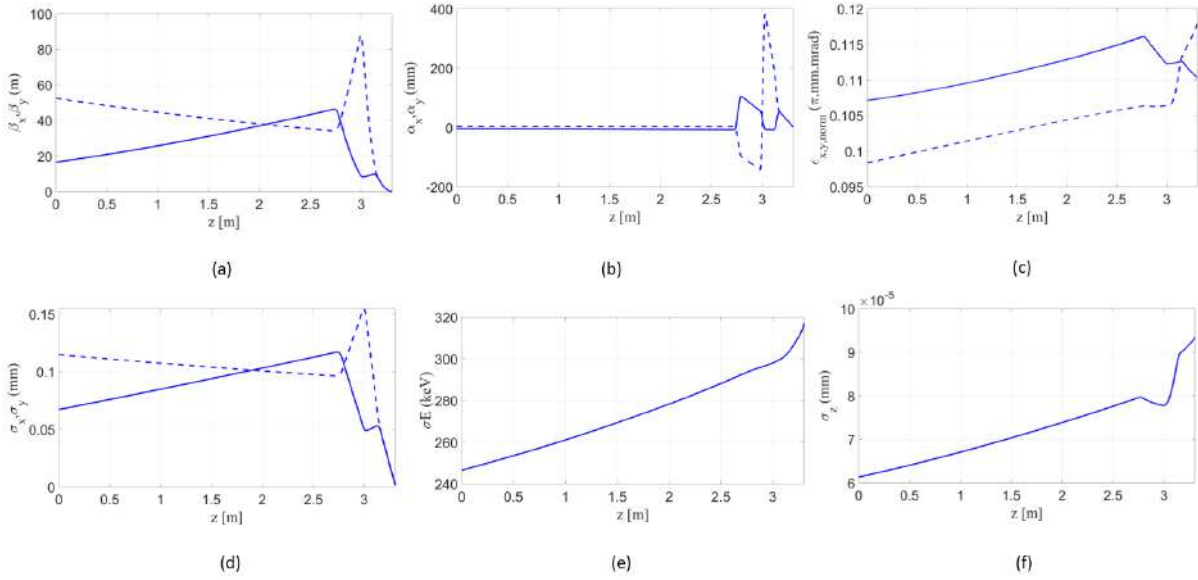 100
80
60
40
20
0
βx,βy (m)
0 0.5 1 1.5 2 2.5 3
z [m]
(a)
400
200
0
-200
αx,αy (mm)
0 0.5 1 1.5 2 2.5 3
z [m]
(b)
0.12
0.115
0.11
0.105
0.1
0.095
ϵx,y,norm (π.mm.mrad)
0 0.5 1 1.5 2 2.5 3
z [m]
(c)
0.15
0.1
0.05
0
σx,σy (mm)
0 0.5 1 1.5 2 2.5 3
z [m]
(d)
320
300
280
260
240
σE (keV)
0 0.5 1 1.5 2 2.5 3
z [m]
(e)
×10-5
10
9
8
7
6
σz (mm)
0 0.5 1 1.5 2 2.5 3
z [m]
(f)